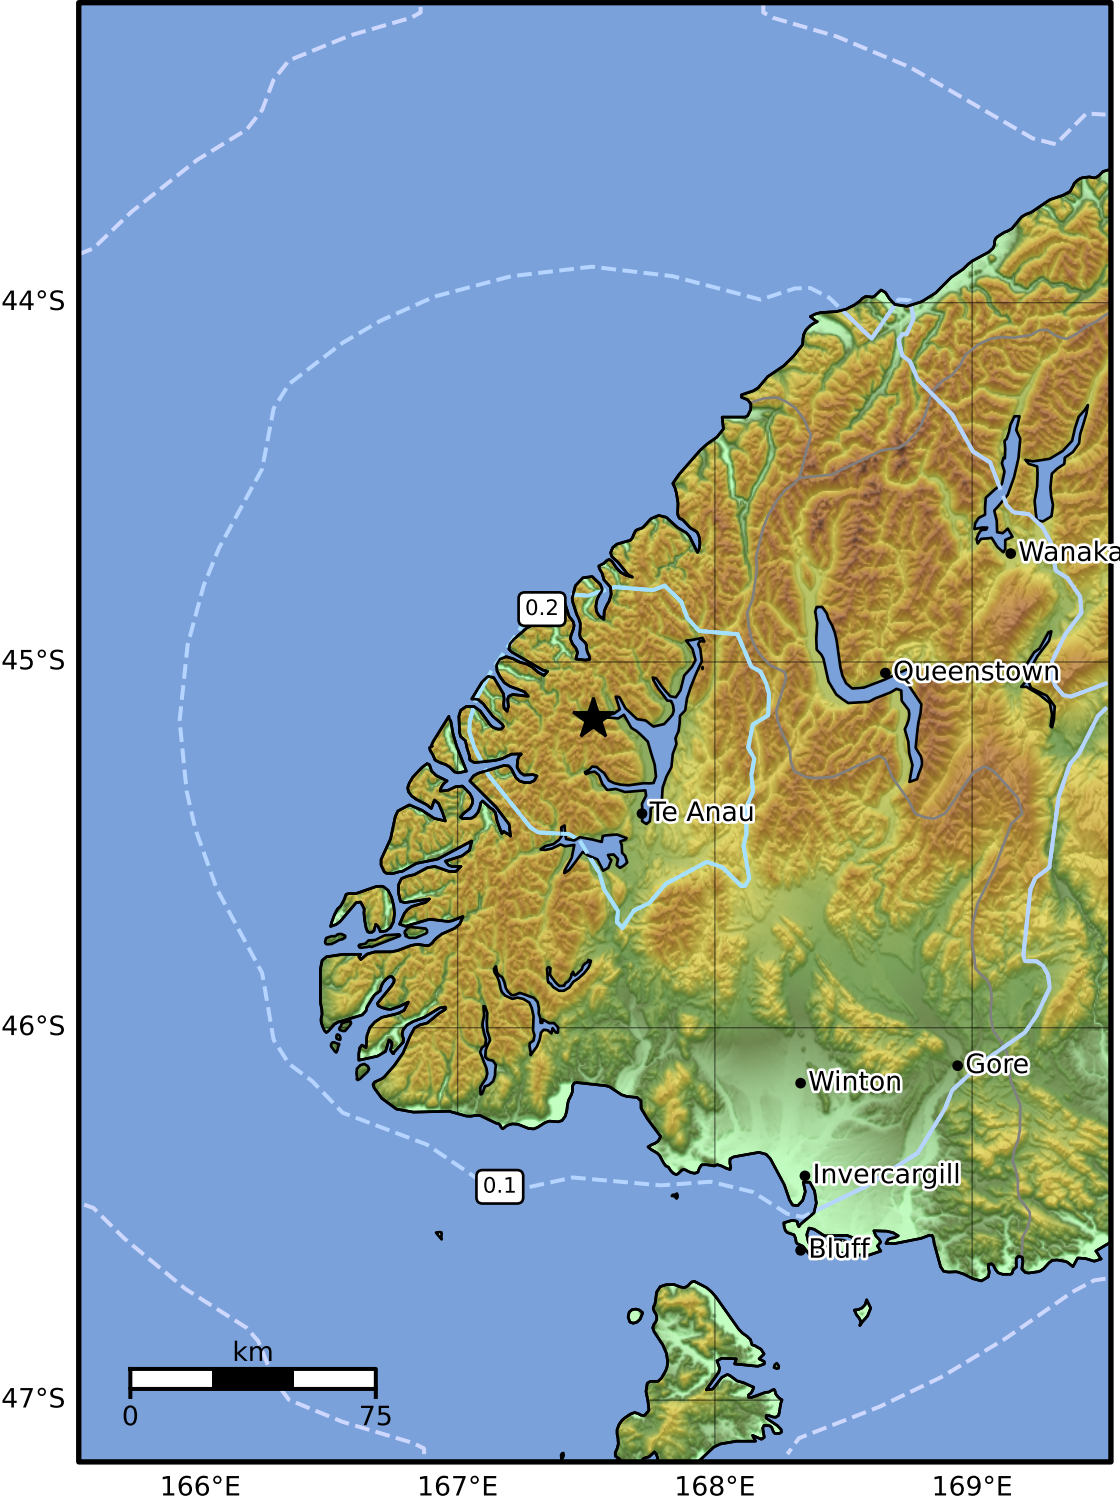 44°S
Wanaka
0.2
45°S
Queenstown
Te Anau
46°S
Gore
Winton
Invercargill
0.1
Bluff
km
0 75
47°S
166°E 167°E 168°E 169°E